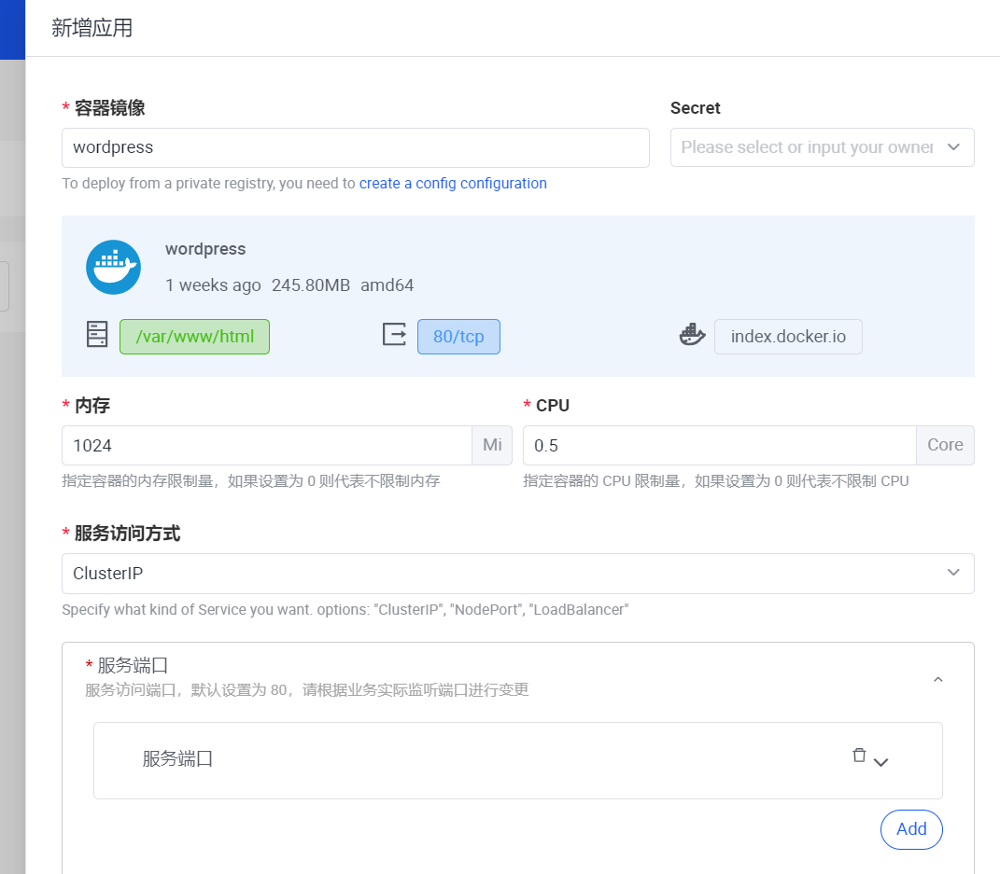 新增应用
* 容器镜像
Secret
wordpress
Please select or input your owner
To deploy from a private registry, you need to create a config configuration
wordpress
1 weeks ago 245.80MB amd64
/var/www/html
80/tcp
index.docker.io
* 内存
* CPU
1024 Mi
0.5 Core
指定容器的内存限制量，如果设置为 0 则代表不限制内存
指定容器的 CPU 限制量，如果设置为 0 则代表不限制 CPU
* 服务访问方式
ClusterIP
Specify what kind of Service you want. options: "ClusterIP", "NodePort", "LoadBalancer"
* 服务端口
服务访问端口，默认设置为 80，请根据业务实际监听端口进行变更
服务端口
Add